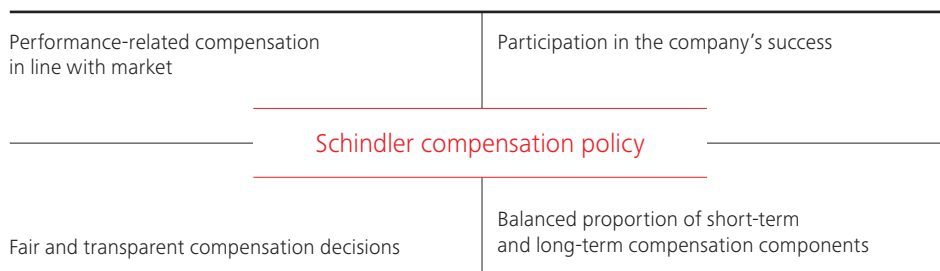 Performance-related compensation
in line with market
Participation in the company’s success
Schindler compensation policy
Fair and transparent compensation decisions
Balanced proportion of short-term
and long-term compensation components